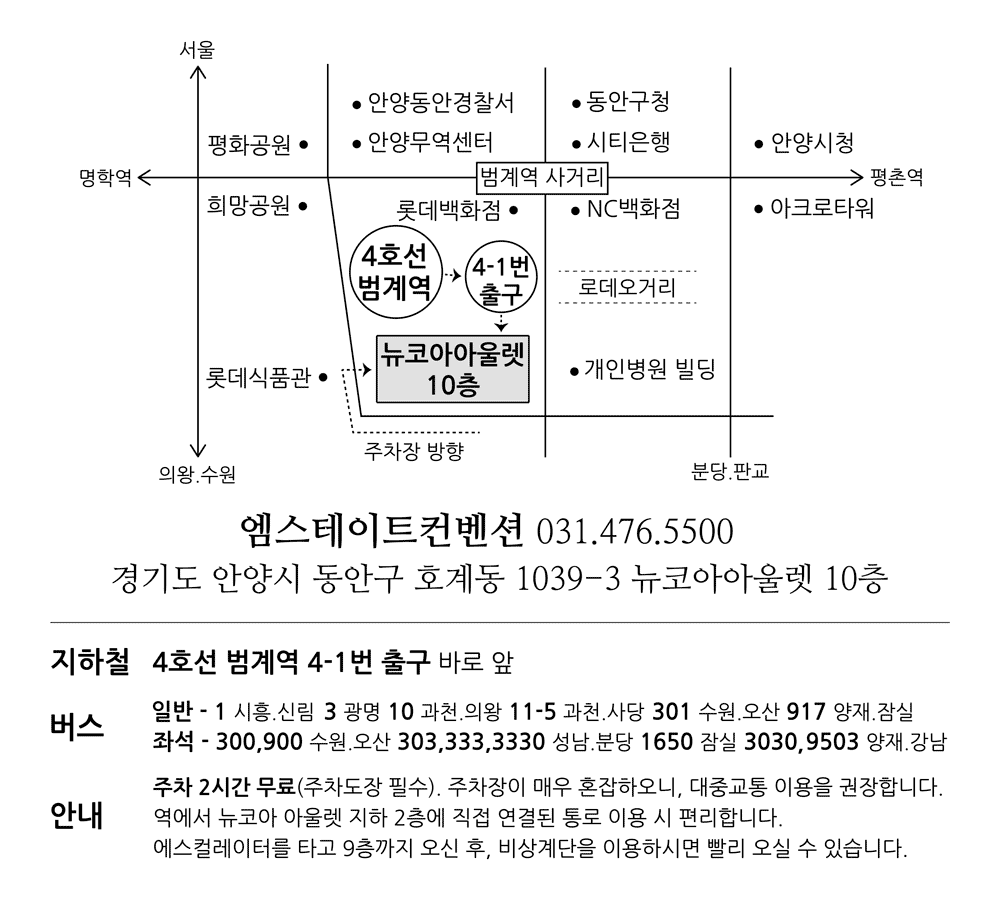 서울
안양동안경찰서
동안구청
평화공원
안양무역센터
시티은행
안양시청
명학역
범계역 사거리
평촌역
희망공원
롯데백화점
NC백화점
아크로타워
4호선
범계역
4-1번
출구
로데오거리
뉴코아아울렛
10층
롯데식품관
개인병원 빌딩
주차장 방향
의왕.수원
분당.판교
엠스테이트컨벤션 031.476.5500
경기도 안양시 동안구 호계동 1039-3 뉴코아아울렛 10층
지하철 4호선 범계역 4-1번 출구 바로 앞
버스
일반 - 1 시흥.신림 3 광명 10 과천.의왕 11-5 과천.사당 301 수원.오산 917 양재.잠실
좌석 - 300,900 수원.오산 303,333,3330 성남.분당 1650 잠실 3030,9503 양재.강남
안내
주차 2시간 무료(주차도장 필수). 주차장이 매우 혼잡하오니, 대중교통 이용을 권장합니다.
역에서 뉴코아 아울렛 지하 2층에 직접 연결된 통로 이용 시 편리합니다.
에스컬레이터를 타고 9층까지 오신 후, 비상계단을 이용하시면 빨리 오실 수 있습니다.